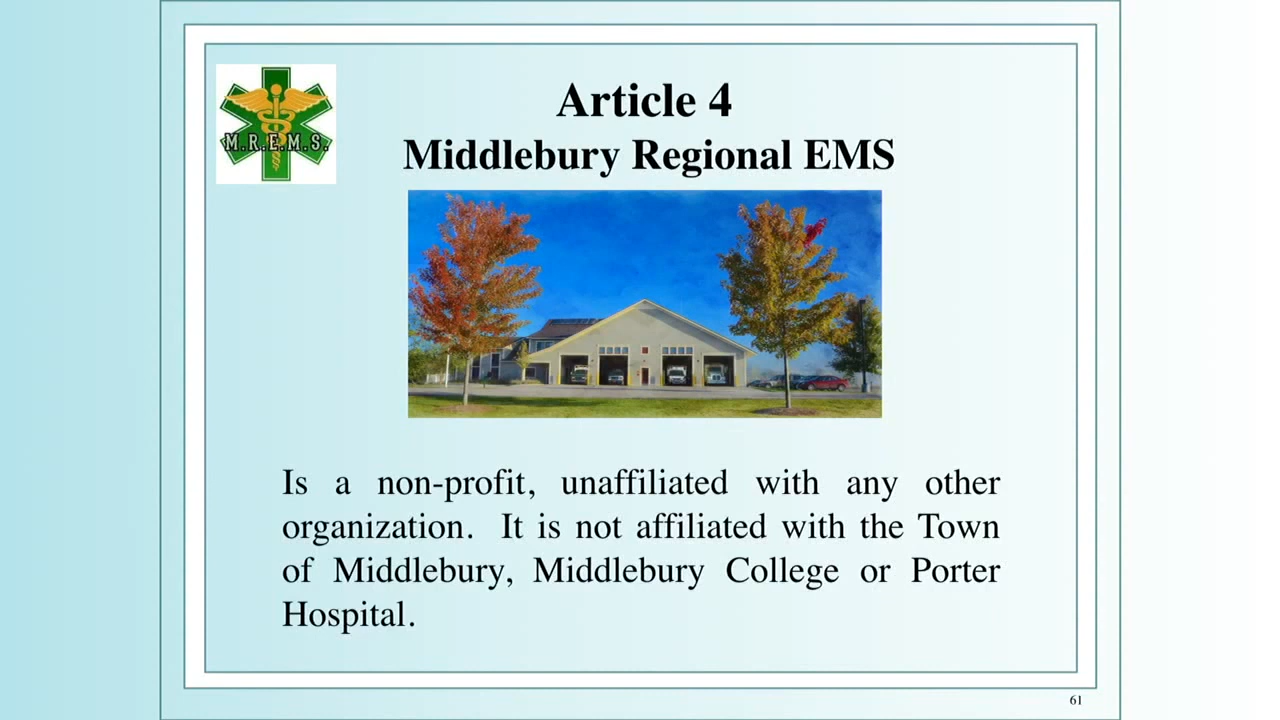 M.R.E.M.S.
Article 4
Middlebury Regional EMS
Is a non-profit, unaffiliated with any other
organization. It is not affiliated with the Town
of Middlebury, Middlebury College or Porter
Hospital.
61